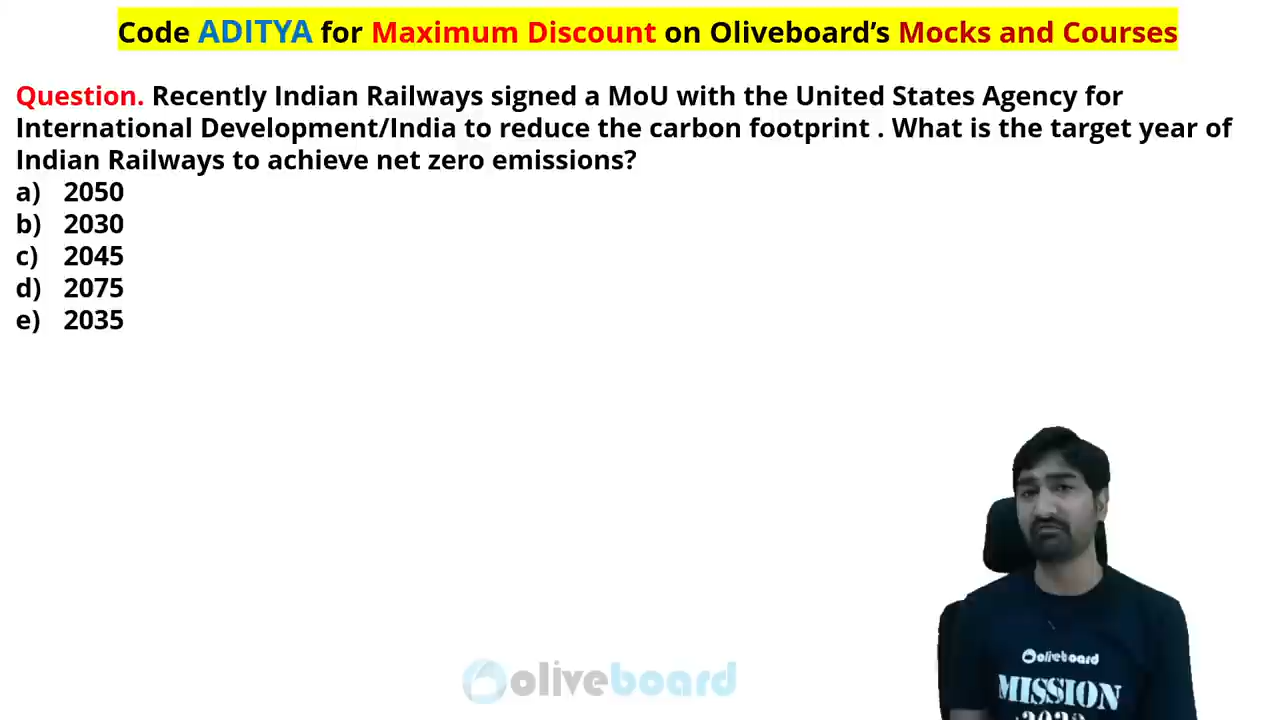 Code ADITYA for Maximum Discount on Oliveboard’s Mocks and Courses
Question. Recently Indian Railways signed a MoU with the United States Agency for
International Development/India to reduce the carbon footprint . What is the target year of
Indian Railways to achieve net zero emissions?
a) 2050
b) 2030
c) 2045
d) 2075
e) 2035
oliveboard
MISSION
oliveboard